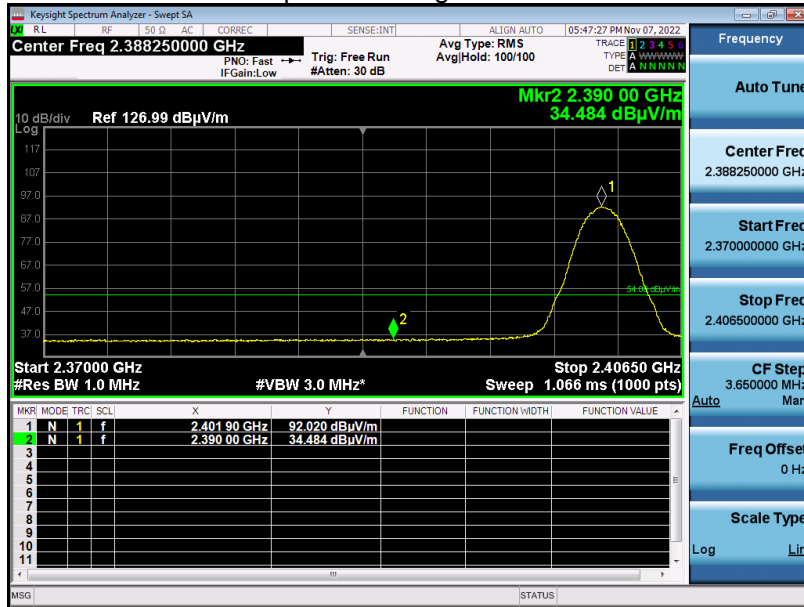 Keysight Spectrum Analyzer - Swept SA
RL RF 50 Ω AC CORREC SENSE:INT ALIGN AUTO 05:47:27 PM Nov 07, 2022
Center Freq 2.388250000 GHz
PNO: Fast
IFGain:Low
Trig: Free Run
#Atten: 30 dB
Avg Type: RMS
Avg|Hold: 100/100
TRACE 1 2 3 4 5 6
TYPE A WWWWW
DET A N N N N N
Mkr2 2.390 00 GHz
34.484 dBµV/m
10 dB/div Ref 126.99 dBµV/m
Log
117
107
97.0
87.0
77.0
67.0
57.0
47.0
37.0
1
2
54.00 dBµV/m
Start 2.37000 GHz Stop 2.40650 GHz
#Res BW 1.0 MHz #VBW 3.0 MHz* Sweep 1.066 ms (1000 pts)
MKR MODE TRC SCL X Y FUNCTION FUNCTION WIDTH FUNCTION VALUE
1 N 1 f 2.401 90 GHz 92.020 dBµV/m
2 N 1 f 2.390 00 GHz 34.484 dBµV/m
3
4
5
6
7
8
9
10
11
MSG STATUS
Frequency
Auto Tune
Center Freq
2.388250000 GHz
Start Freq
2.370000000 GHz
Stop Freq
2.406500000 GHz
CF Step
3.650000 MHz
Auto Man
Freq Offset
0 Hz
Scale Type
Log Lin